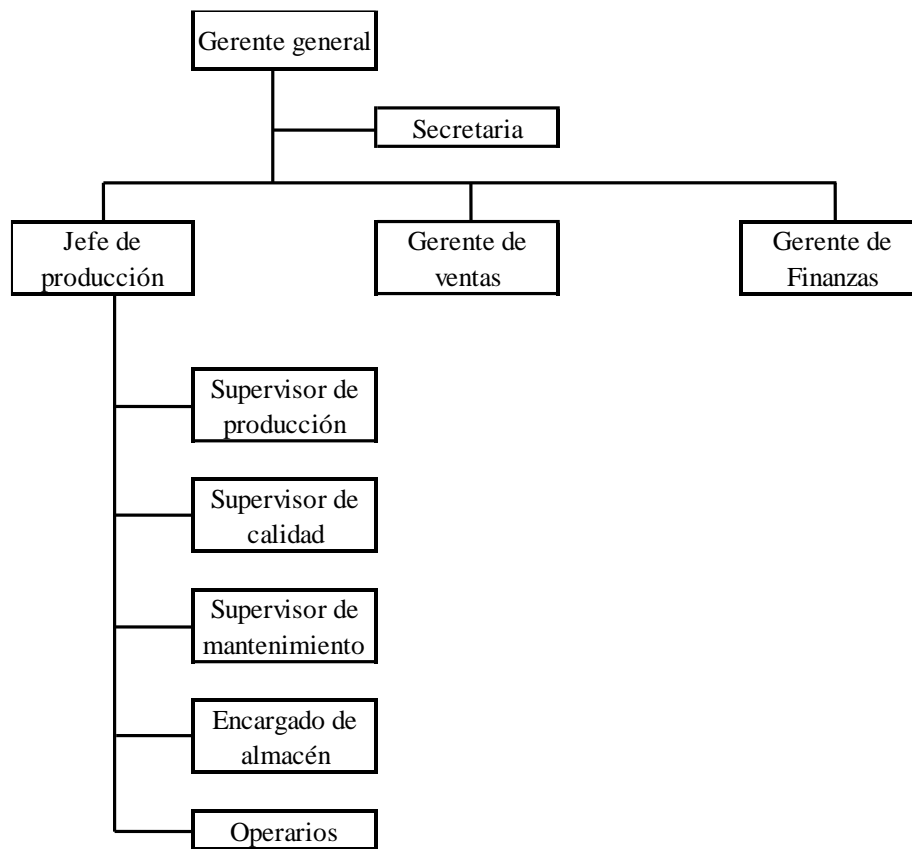 Gerente general
Secretaria
Jefe de
producción
Gerente de
ventas
Gerente de
Finanzas
Supervisor de
producción
Supervisor de
calidad
Supervisor de
mantenimiento
Encargado de
almacén
Operarios